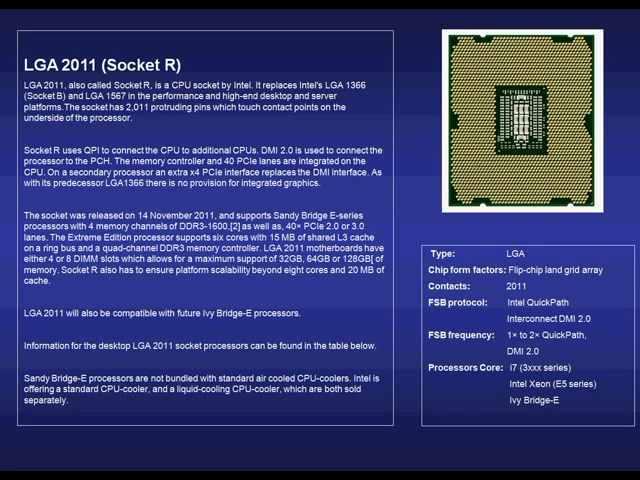 LGA 2011 (Socket R)
LGA 2011, also called Socket R, is a CPU socket by Intel. It replaces Intel's LGA 1366
(Socket B) and LGA 1567 in the performance and high-end desktop and server
platforms.The socket has 2,011 protruding pins which touch contact points on the
underside of the processor.
Socket R uses QPI to connect the CPU to additional CPUs. DMI 2.0 is used to connect the
processor to the PCH. The memory controller and 40 PCIe lanes are integrated on the
CPU. On a secondary processor an extra x4 PCIe interface replaces the DMI interface. As
with its predecessor LGA1366 there is no provision for integrated graphics.
The socket was released on 14 November 2011, and supports Sandy Bridge E-series
processors with 4 memory channels of DDR3-1600,[2] as well as, 40× PCIe 2.0 or 3.0
lanes. The Extreme Edition processor supports six cores with 15 MB of shared L3 cache
on a ring bus and a quad-channel DDR3 memory controller. LGA 2011 motherboards have
either 4 or 8 DIMM slots which allows for a maximum support of 32GB, 64GB or 128GB[ of
memory. Socket R also has to ensure platform scalability beyond eight cores and 20 MB of
cache.
LGA 2011 will also be compatible with future Ivy Bridge-E processors.
Information for the desktop LGA 2011 socket processors can be found in the table below.
Sandy Bridge-E processors are not bundled with standard air cooled CPU-coolers. Intel is
offering a standard CPU-cooler, and a liquid-cooling CPU-cooler, which are both sold
separately.
Type: LGA
Chip form factors: Flip-chip land grid array
Contacts: 2011
FSB protocol: Intel QuickPath
Interconnect DMI 2.0
FSB frequency: 1× to 2× QuickPath,
DMI 2.0
Processors Core: i7 (3xxx series)
Intel Xeon (E5 series)
Ivy Bridge-E